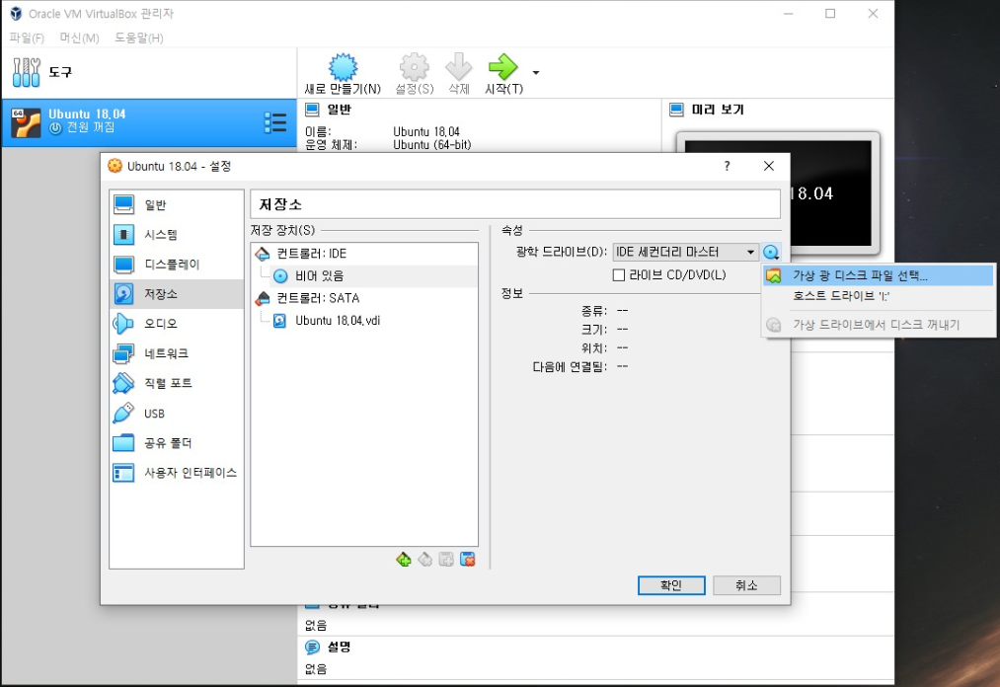 Oracle VM VirtualBox 관리자
파일(F) 머신(M) 도움말(H)
도구
새로 만들기(N) 설정(S) 삭제 시작(T)
64
Ubuntu 18.04
전원 꺼짐
일반
이름: Ubuntu 18.04
운영 체제: Ubuntu (64-bit)
미리 보기
18.04
Ubuntu 18.04 - 설정
?
일반
시스템
디스플레이
저장소
오디오
네트워크
직렬 포트
USB
공유 폴더
사용자 인터페이스
저장소
저장 장치(S)
컨트롤러: IDE
비어 있음
컨트롤러: SATA
Ubuntu 18.04.vdi
속성
광학 드라이브(D): IDE 세컨더리 마스터
라이브 CD/DVD(L)
정보
종류: --
크기: --
위치: --
다음에 연결됨: --
가상 광 디스크 파일 선택...
호스트 드라이브 'I:'
가상 드라이브에서 디스크 꺼내기
확인 취소
없음
설명
없음